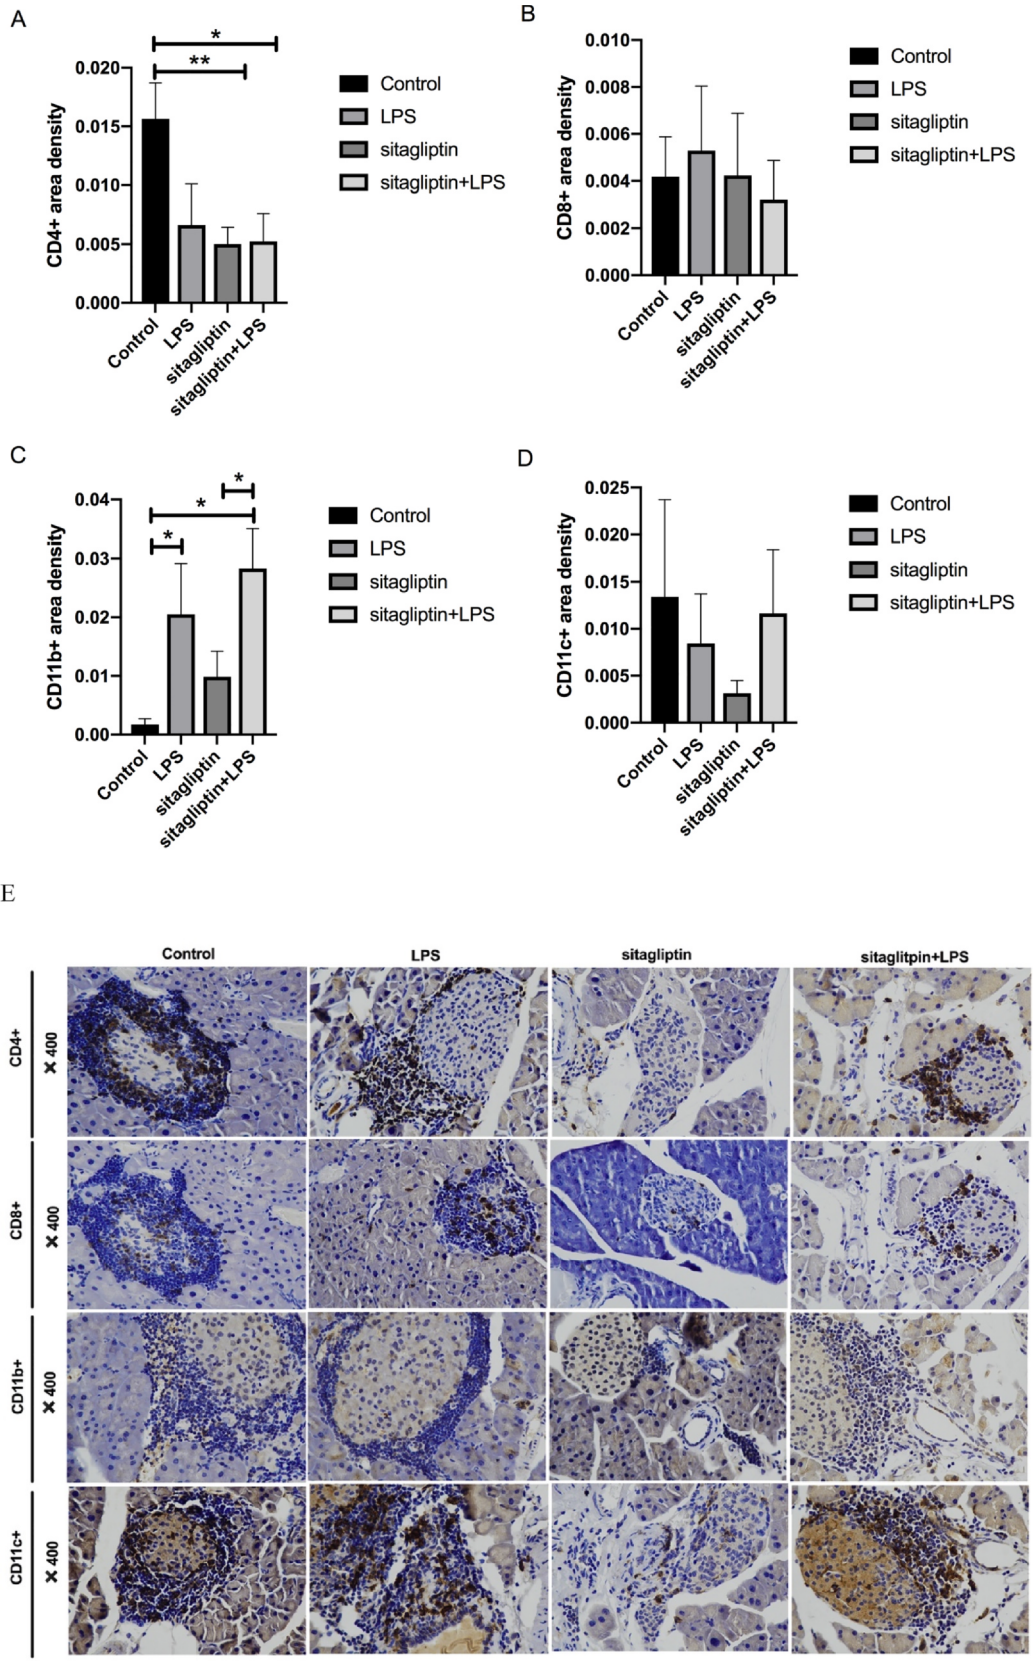 A
*
**
0.020
0.015
0.010
0.005
0.000
CD4+ area density
Control
LPS
sitagliptin
sitagliptin+LPS
Control
LPS
sitagliptin
sitagliptin+LPS
B
0.010
0.008
0.006
0.004
0.002
0.000
CD8+ area density
Control
LPS
sitagliptin
sitagliptin+LPS
Control
LPS
sitagliptin
sitagliptin+LPS
C
*
*
*
0.04
0.03
0.02
0.01
0.00
CD11b+ area density
Control
LPS
sitagliptin
sitagliptin+LPS
Control
LPS
sitagliptin
sitagliptin+LPS
D
0.025
0.020
0.015
0.010
0.005
0.000
CD11c+ area density
Control
LPS
sitagliptin
sitagliptin+LPS
Control
LPS
sitagliptin
sitagliptin+LPS
E
Control
LPS
sitagliptin
sitaglitpin+LPS
CD4+
× 400
CD8+
× 400
CD11b+
× 400
CD11c+
× 400